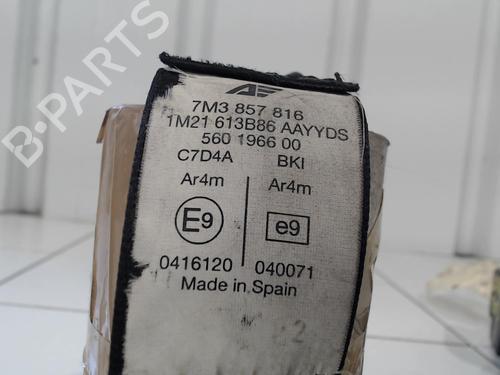 B-PARTS
7M3 857 816
1M21 613B86 AAYYDS
560 1966 00
C7D4A BKI
Ar4m Ar4m
E9 e9
0416120 040071
Made in Spain
2